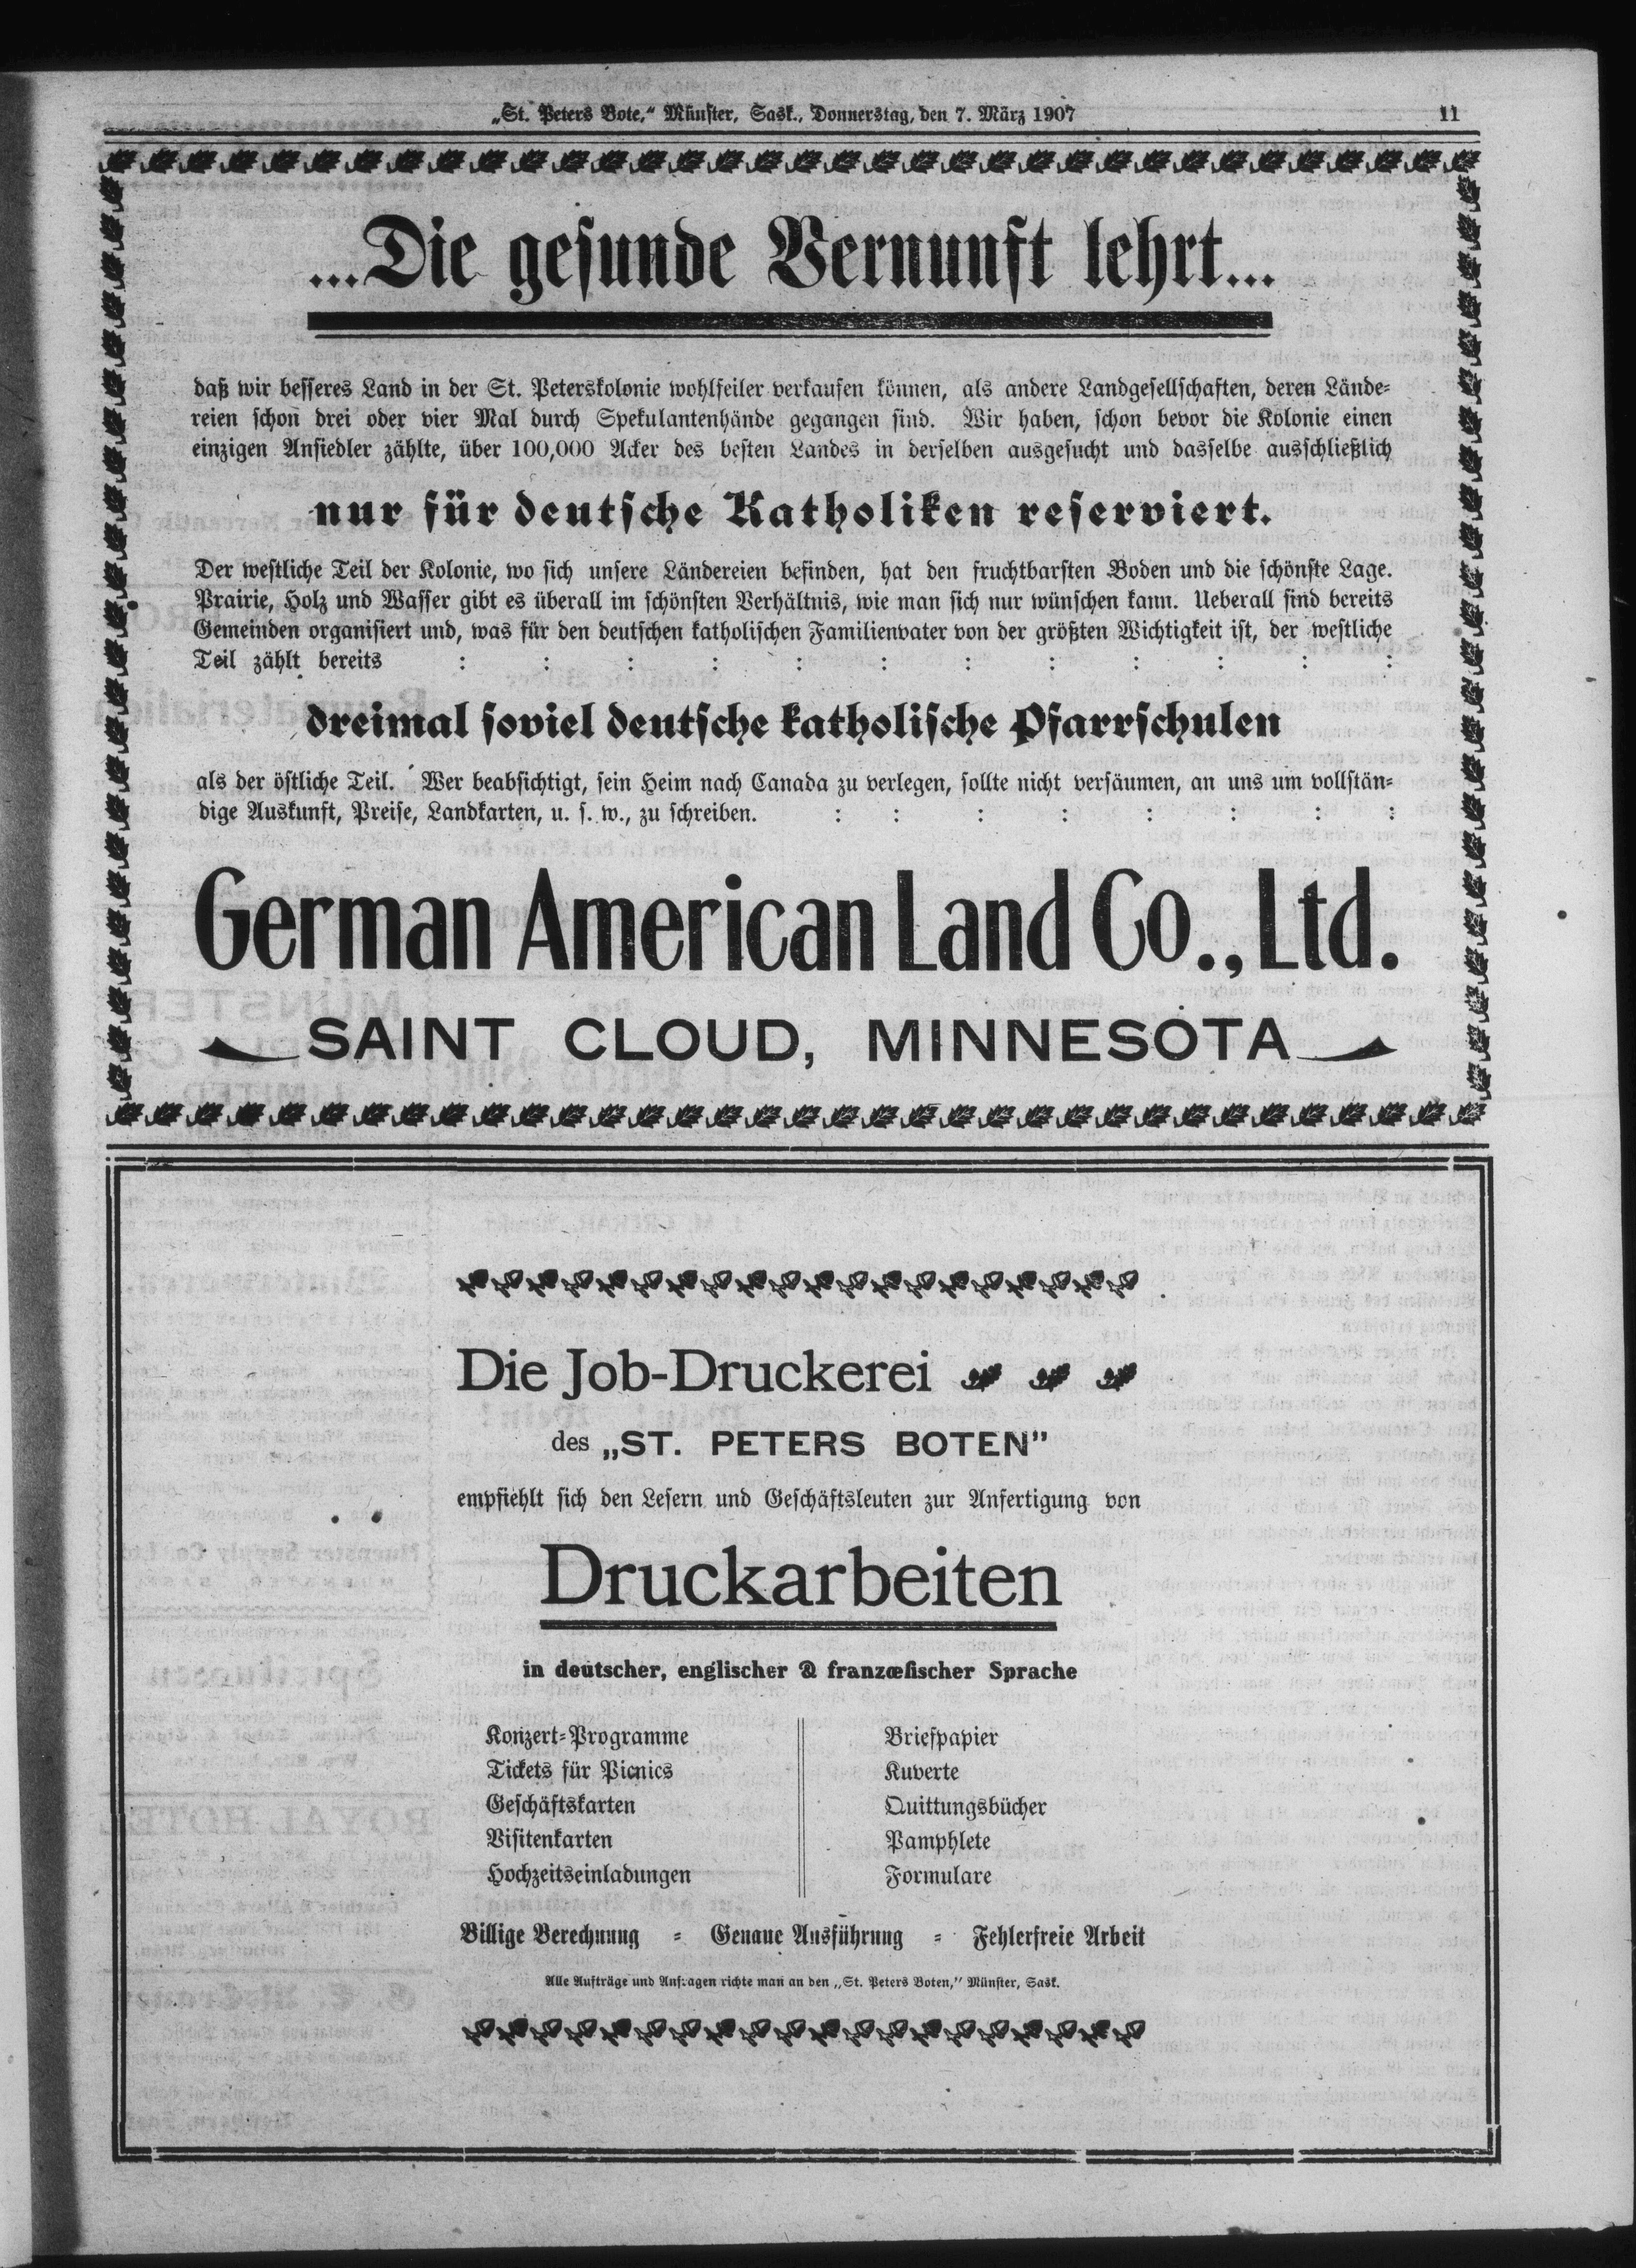 „St. Peters Bote,“ Münster, Sask., Donnerstag, den 7. März 1907 11
...Die gesunde Vernunft lehrt...
daß wir besseres Land in der St. Peterskolonie wohlfeiler verkaufen können, als andere Landgesellschaften, deren Lände-
reien schon drei oder vier Mal durch Spekulantenhände gegangen sind. Wir haben, schon bevor die Kolonie einen
einzigen Ansiedler zählte, über 100,000 Acker des besten Landes in derselben ausgesucht und dasselbe ausschließlich
nur für deutsche Katholiken reserviert.
Der westliche Teil der Kolonie, wo sich unsere Ländereien befinden, hat den fruchtbarsten Boden und die schönste Lage.
Prairie, Holz und Wasser gibt es überall im schönsten Verhältnis, wie man sich nur wünschen kann. Ueberall sind bereits
Gemeinden organisiert und, was für den deutschen katholischen Familienvater von der größten Wichtigkeit ist, der westliche
Teil zählt bereits : : : : : : : : : : : :
dreimal soviel deutsche katholische Pfarrschulen
als der östliche Teil. Wer beabsichtigt, sein Heim nach Canada zu verlegen, sollte nicht versäumen, an uns um vollstän-
dige Auskunft, Preise, Landkarten, u. s. w., zu schreiben. : : : : : : : :
German American Land Co., Ltd.
SAINT CLOUD, MINNESOTA
Die Job-Druckerei
des „ST. PETERS BOTEN”
empfiehlt sich den Lesern und Geschäftsleuten zur Anfertigung von
Druckarbeiten
in deutscher, englischer & franzœsischer Sprache
Konzert-Programme
Tickets für Picnics
Geschäftskarten
Visitenkarten
Hochzeitseinladungen
Briefpapier
Kuverte
Quittungsbücher
Pamphlete
Formulare
Billige Berechnung - Genaue Ausführung - Fehlerfreie Arbeit
Alle Aufträge und Anfragen richte man an den „St. Peters Boten,” Münster, Sask.